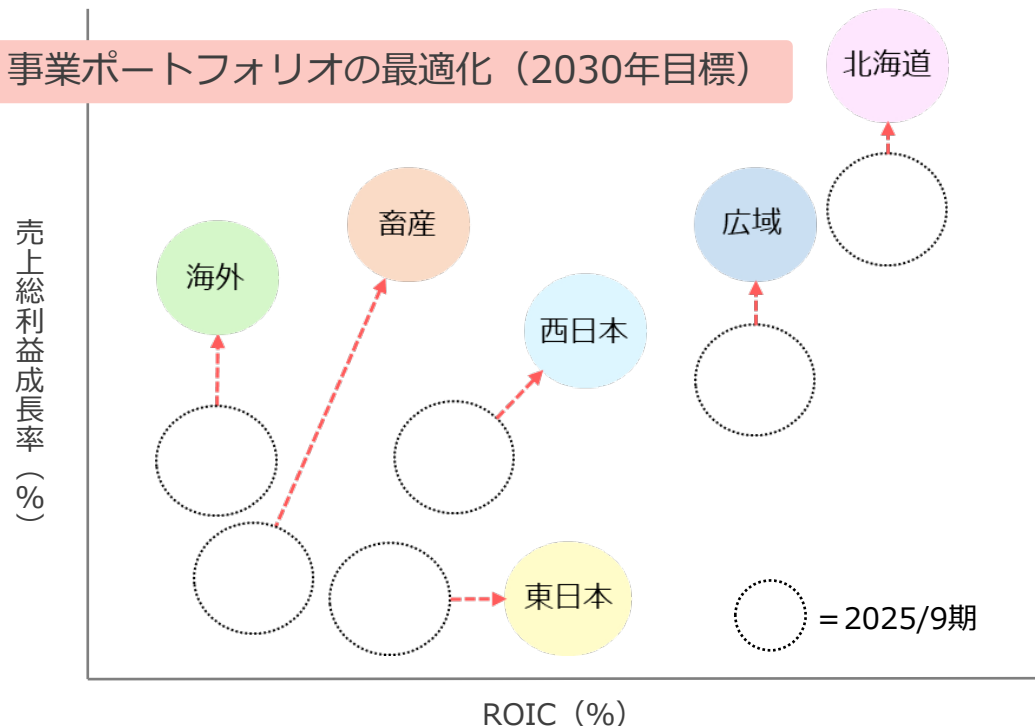 事業ポートフォリオの最適化（2030年目標）
北海道
畜産
広域
海外
西日本
東日本
売上総利益成長率（%）
＝2025/9期
ROIC（%）